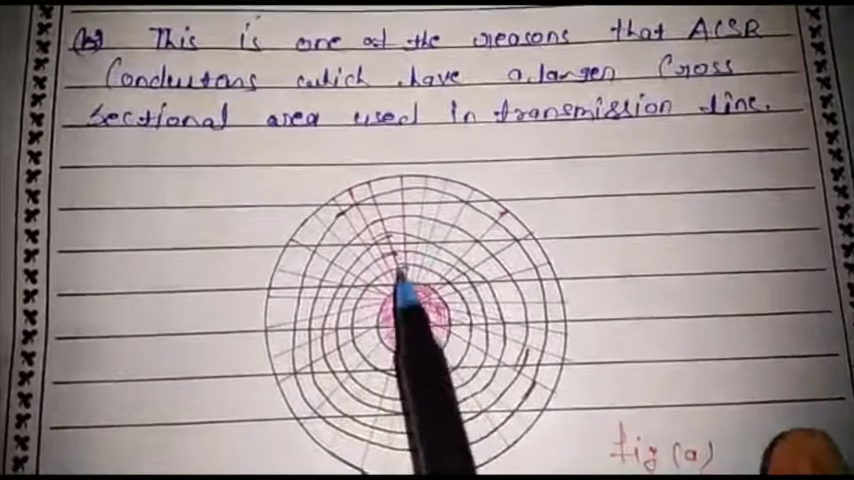 (b) This is one of the reasons that ACSR
Conductors which have a larger Cross
Sectional area used in transmission line.
fig (a)